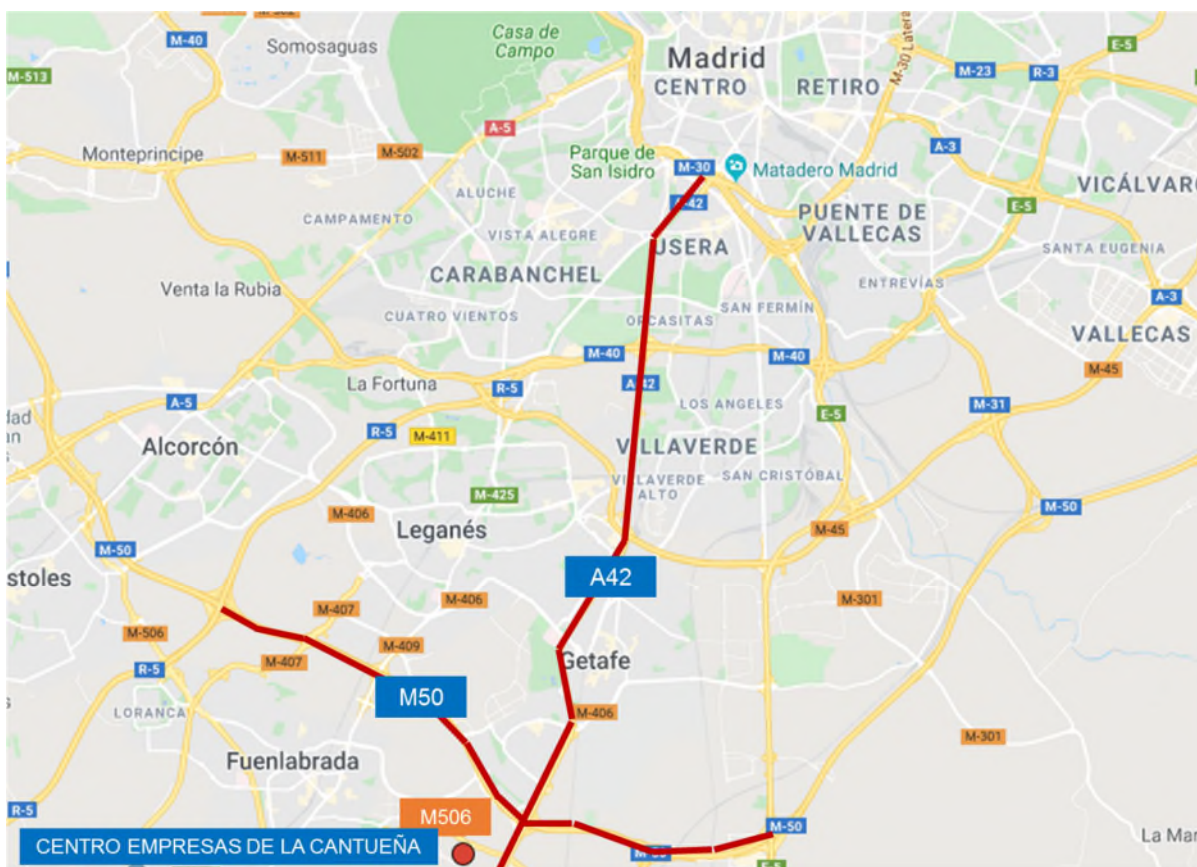 M-502
M-40
Somosaguas
Casa de
Campo
Madrid
CENTRO
RETIRO
M-30 Latera
E-5
M-23
R-3
M-513
A-5
Monteprincipe
M-511
M-502
Parque de
San Isidro
M-30
Matadero Madrid
A-3
VICÁLVARO
ALUCHE
A-42
PUENTE DE
VALLECAS
E-5
CAMPAMENTO
VISTA ALEGRE
USERA
SANTA EUGENIA
CARABANCHEL
Venta la Rubia
ENTREVÍAS
A-3
CUATRO VIENTOS
ORCASITAS
SAN FERMÍN
VALLECAS
M-40
M-40
M-45
La Fortuna
R-5
A-42
A-5
LOS ANGELES
M-31
E-5
R-5
M-411
Alcorcón
VILLAVERDE
VILLAVERDE
ALTO
SAN CRISTÓBAL
M-425
M-50
M-406
Leganés
M-45
M-50
A42
stoles
M-301
M-407
M-406
M-506
M-409
M-407
Getafe
R-5
M50
LORANCA
M-406
M-301
Fuenlabrada
R-5
M506
M-50
CENTRO EMPRESAS DE LA CANTUEÑA
M-50
La Mar
E-5